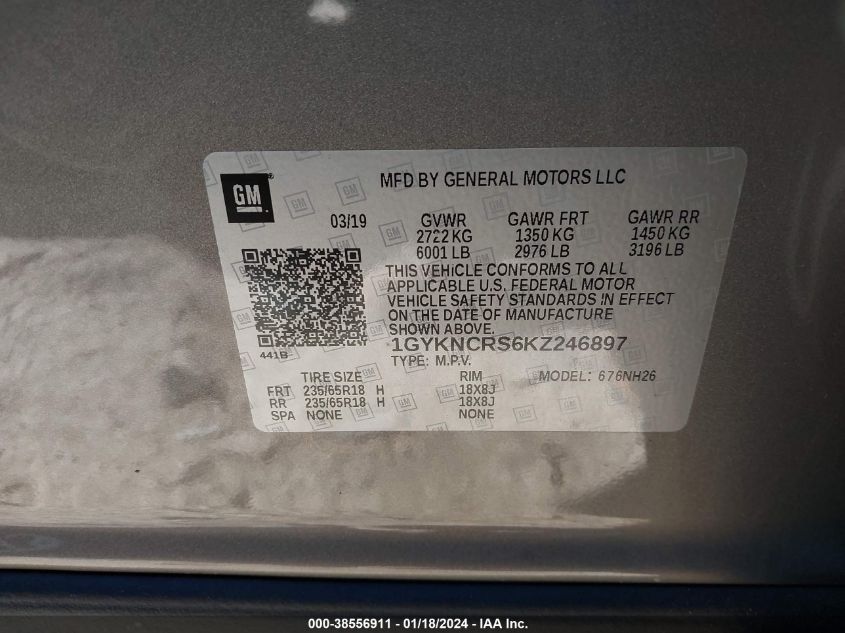 GM ®
MFD BY GENERAL MOTORS LLC
03/19 GVWR GAWR FRT GAWR RR
2722 KG 1350 KG 1450 KG
6001 LB 2976 LB 3196 LB
THIS VEHICLE CONFORMS TO ALL
APPLICABLE U.S. FEDERAL MOTOR
VEHICLE SAFETY STANDARDS IN EFFECT
ON THE DATE OF MANUFACTURE
SHOWN ABOVE.
441B
1GYKNCRS6KZ246897
TYPE: M.P.V.
TIRE SIZE RIM MODEL: 676NH26
FRT 235/65R18 H 18X8J
RR 235/65R18 H 18X8J
SPA NONE NONE
000-38556911 - 01/18/2024 - IAA Inc.